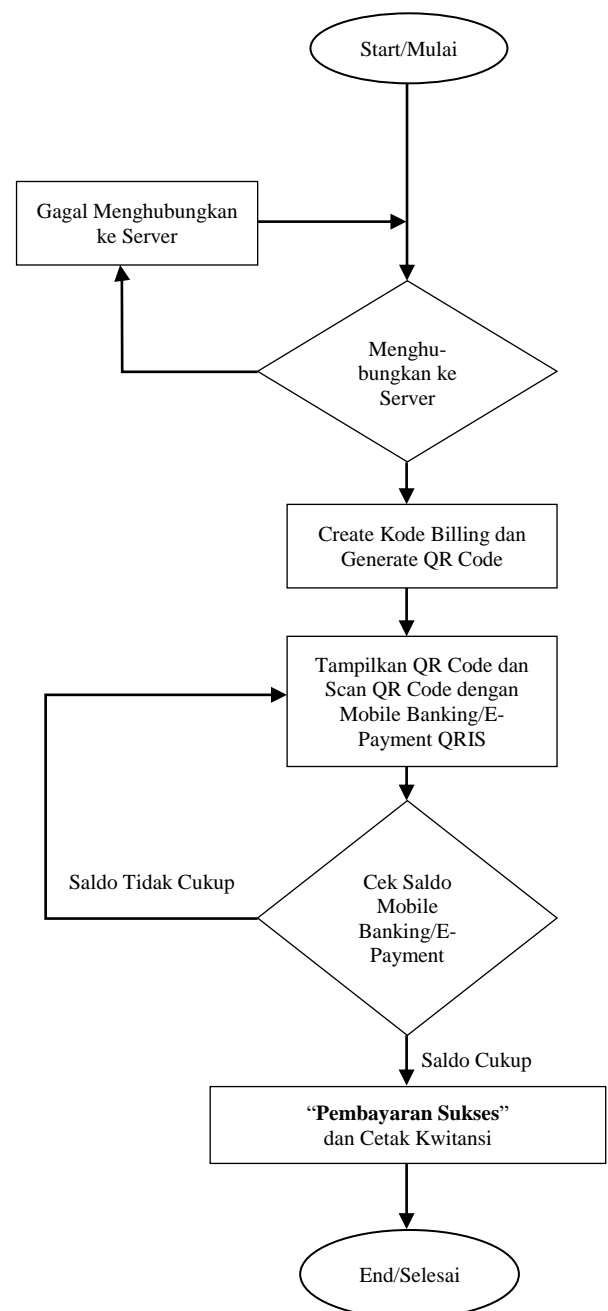 Start/Mulai
Gagal Menghubungkan
ke Server
Menghu-
bungkan ke
Server
Create Kode Billing dan
Generate QR Code
Tampilkan QR Code dan
Scan QR Code dengan
Mobile Banking/E-
Payment QRIS
Saldo Tidak Cukup
Cek Saldo
Mobile
Banking/E-
Payment
Saldo Cukup
“Pembayaran Sukses”
dan Cetak Kwitansi
End/Selesai